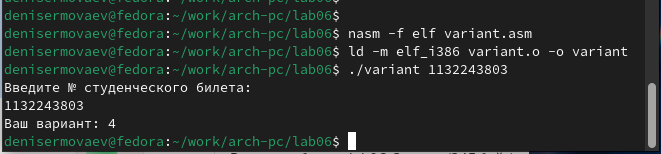 denisermovaev@fedora:~/work/arch-pc/lab06$
denisermovaev@fedora:~/work/arch-pc/lab06$ nasm -f elf variant.asm
denisermovaev@fedora:~/work/arch-pc/lab06$ ld -m elf_i386 variant.o -o variant
denisermovaev@fedora:~/work/arch-pc/lab06$ ./variant 1132243803
Введите № студенческого билета:
1132243803
Ваш вариант: 4
denisermovaev@fedora:~/work/arch-pc/lab06$